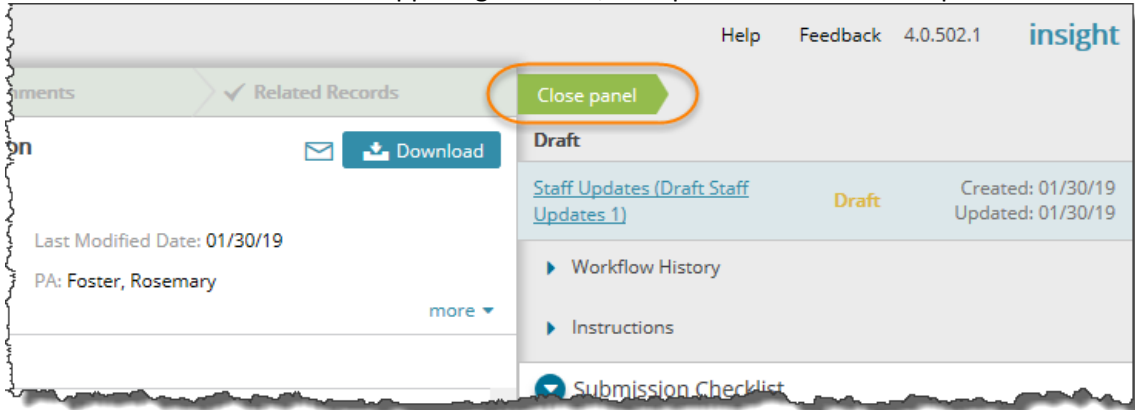 Help Feedback 4.0.502.1 insight
Related Records
Close panel
Download
Draft
Staff Updates (Draft Staff
Updates 1)
Draft
Created: 01/30/19
Updated: 01/30/19
Last Modified Date: 01/30/19
PA: Foster, Rosemary
more
Workflow History
Instructions
Submission Checklist